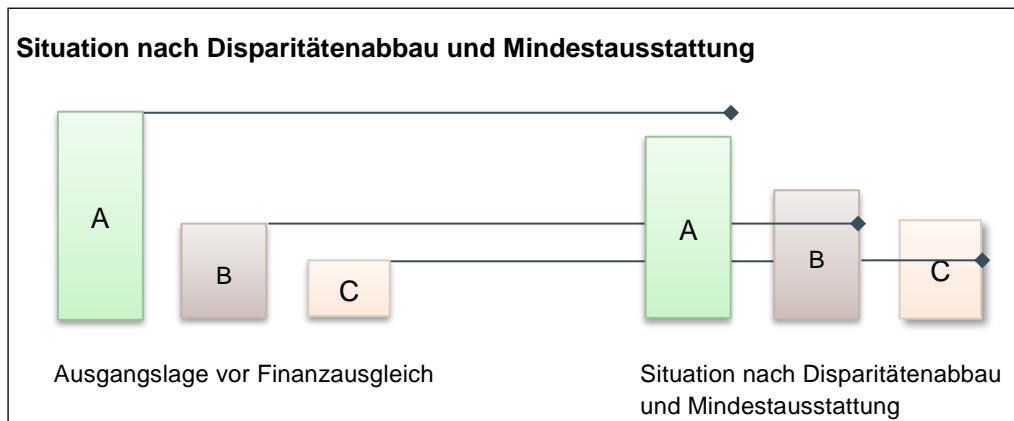 Situation nach Disparitätenabbau und Mindestausstattung
A
B
C
A
B
C
Ausgangslage vor Finanzausgleich
Situation nach Disparitätenabbau
und Mindestausstattung